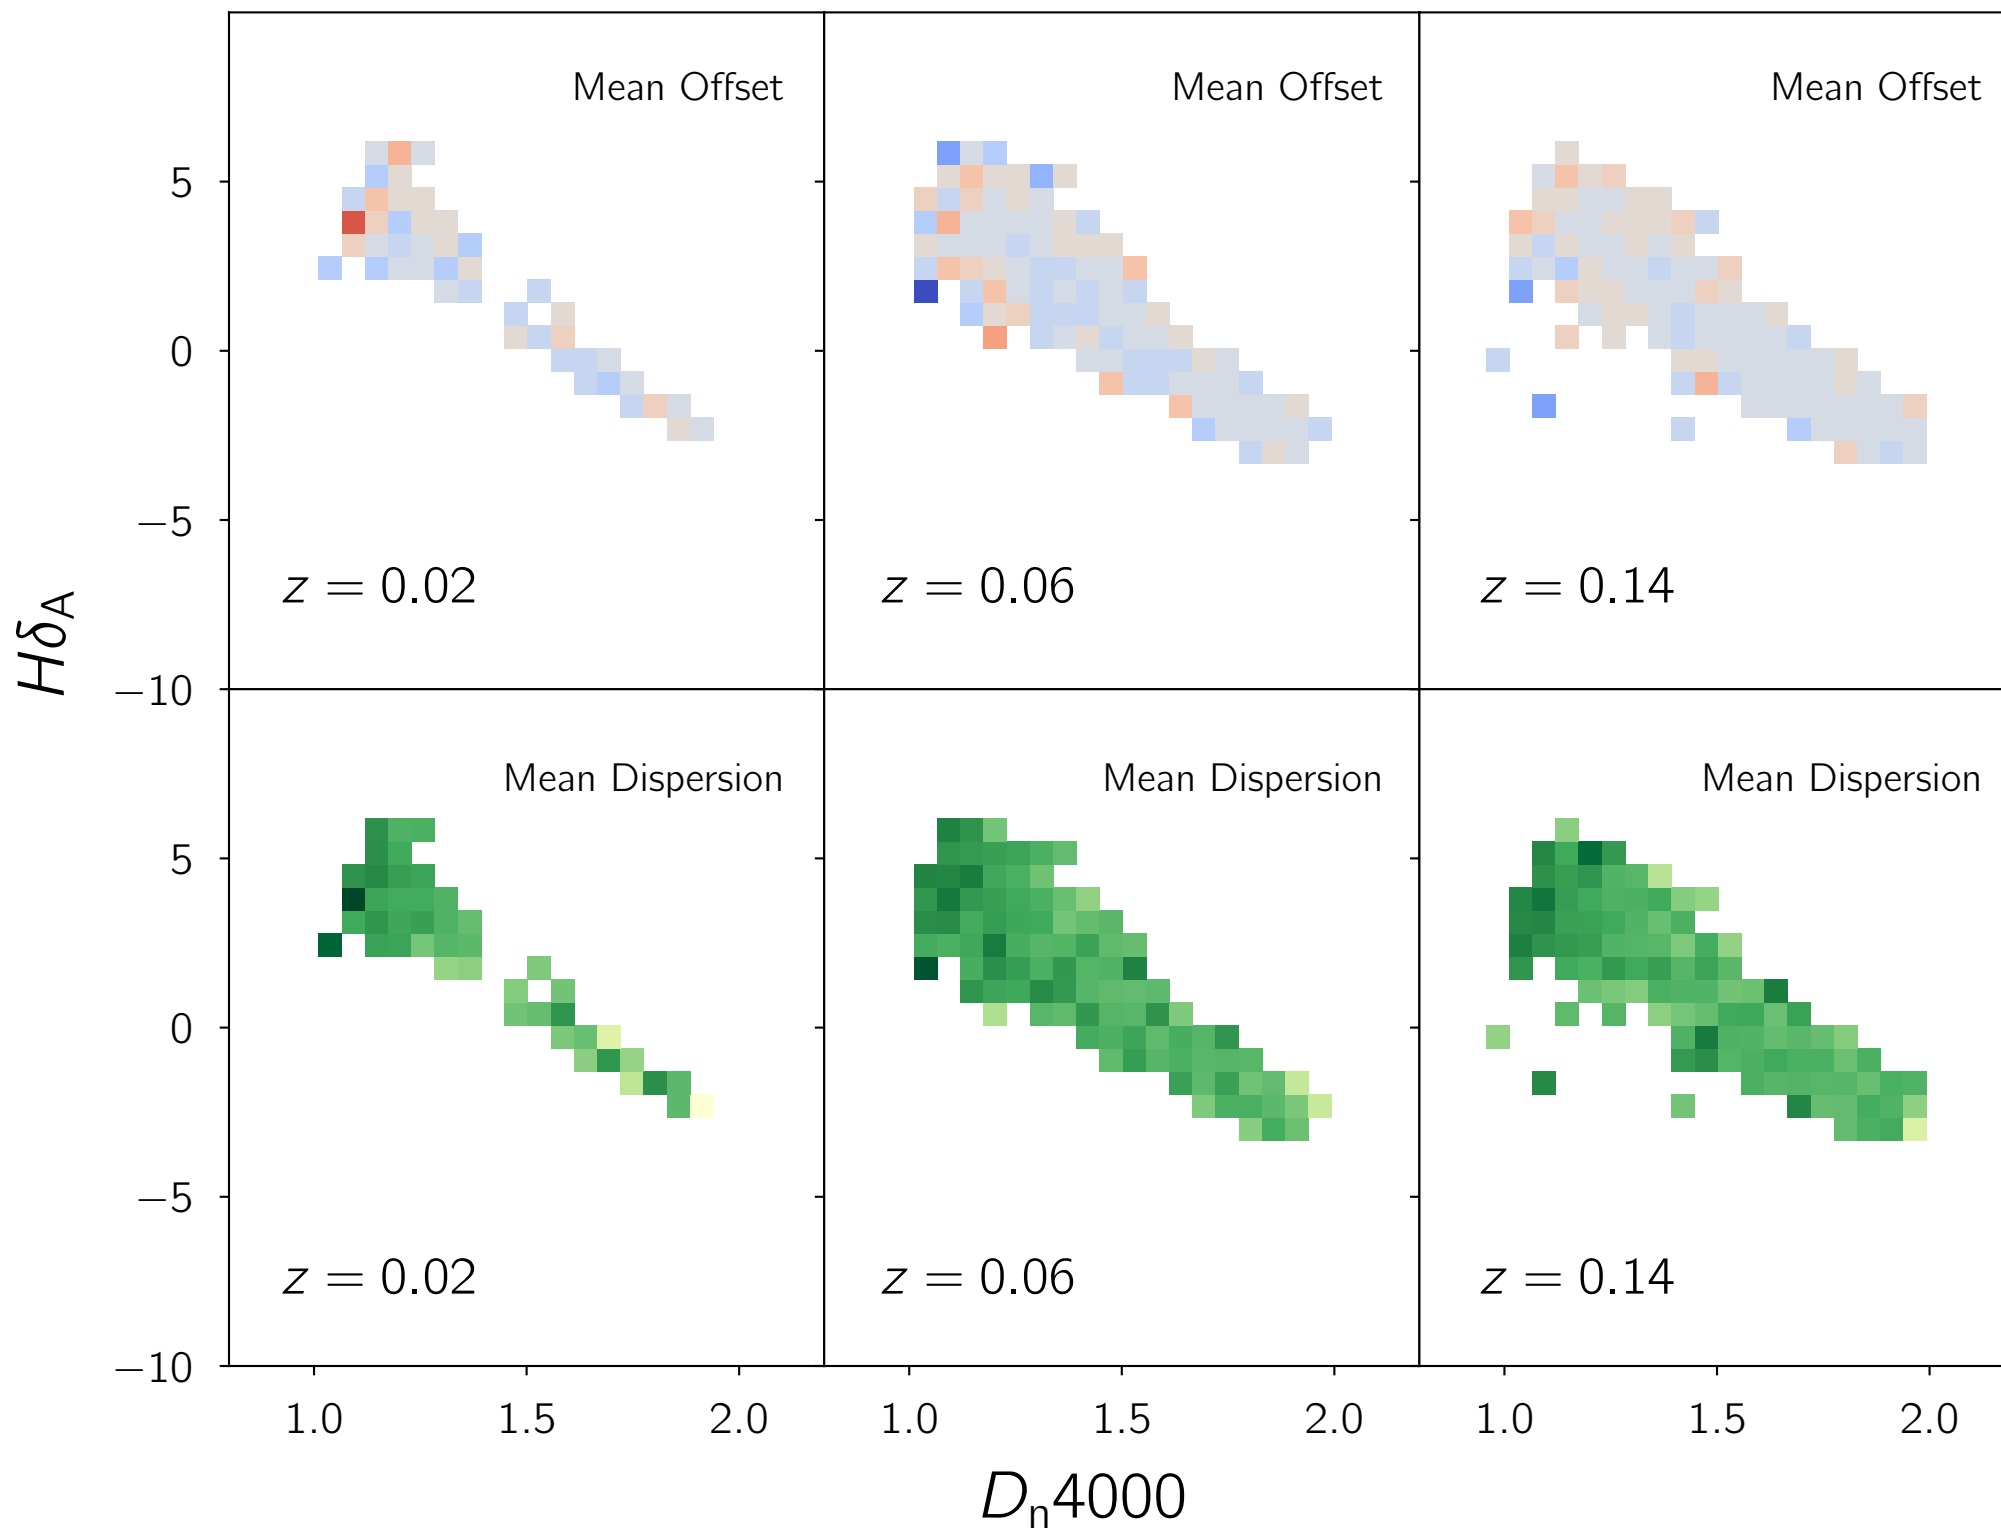 Mean Offset
Mean Offset
Mean Offset
5
0
−5
−10
z = 0.02
z = 0.06
z = 0.14
HδA
Mean Dispersion
Mean Dispersion
Mean Dispersion
5
0
−5
−10
z = 0.02
z = 0.06
z = 0.14
1.0 1.5 2.0
1.0 1.5 2.0
1.0 1.5 2.0
Dn4000